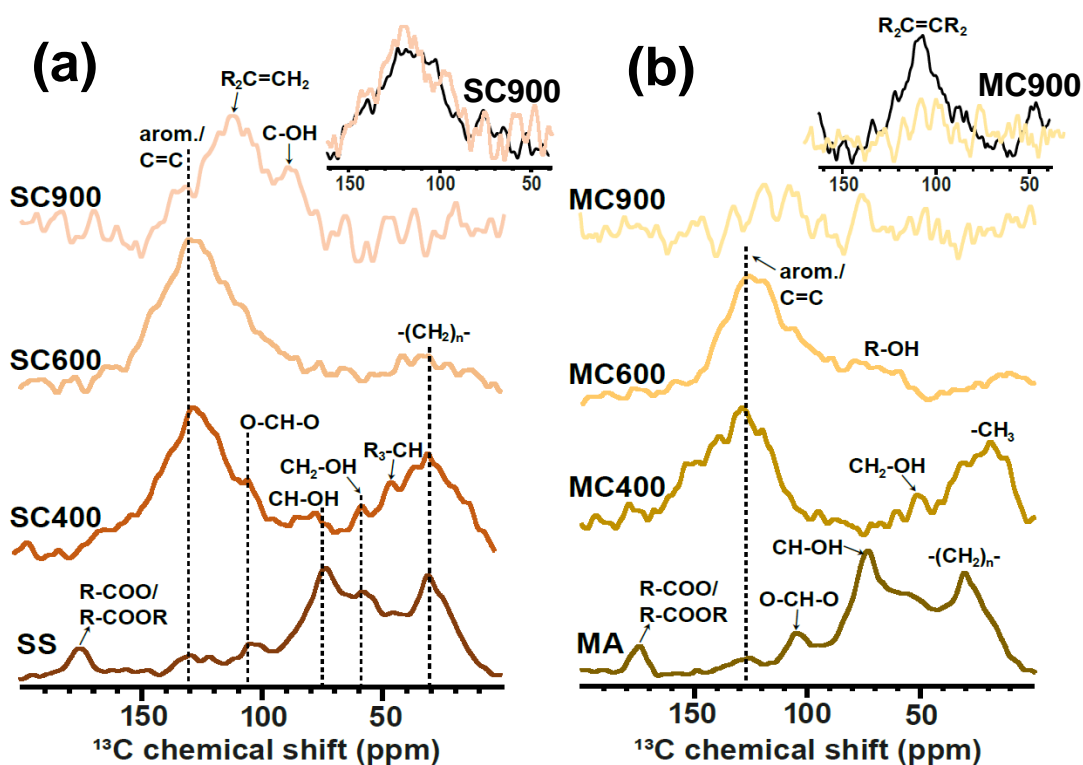 (a)
R₂C=CH₂
arom./
C=C
C-OH
SC900
150 100 50
SC900
SC600
-(CH₂)ₙ-
O-CH-O
R₃-CH
CH₂-OH
CH-OH
SC400
R-COO/
R-COOR
SS
150 100 50
¹³C chemical shift (ppm)
(b)
R₂C=CR₂
MC900
150 100 50
MC900
arom./
C=C
R-OH
MC600
-CH₃
CH₂-OH
MC400
CH-OH
-(CH₂)ₙ-
R-COO/
R-COOR
O-CH-O
MA
150 100 50
¹³C chemical shift (ppm)